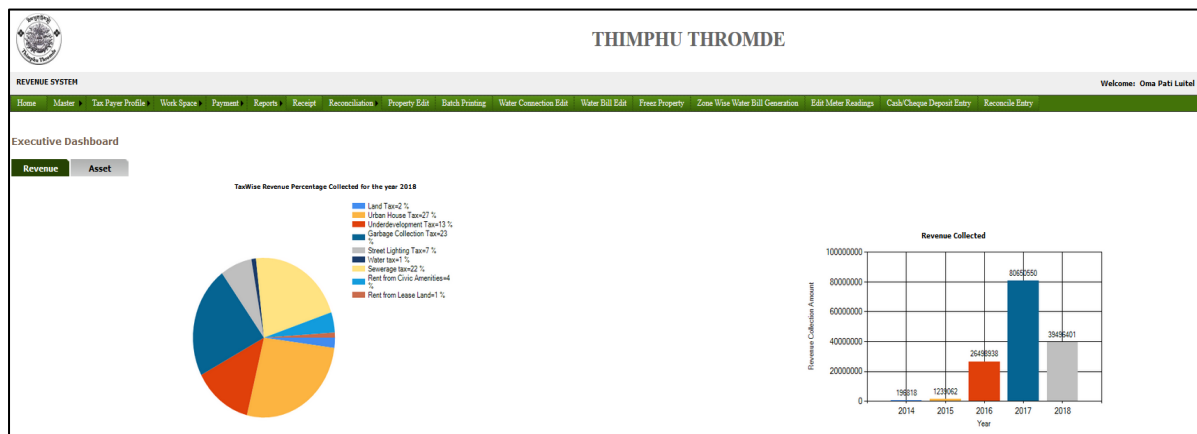 THIMPHU THROMDE
REVENUE SYSTEM
Welcome: Oma Pati Luitel
Home Master Tax Payer Profile Work Space Payment Reports Receipt Reconciliation Property Edit Batch Printing Water Connection Edit Water Bill Edit Freez Property Zone Wise Water Bill Generation Edit Meter Readings Cash/Cheque Deposit Entry Reconcile Entry
Executive Dashboard
Revenue Asset
TaxWise Revenue Percentage Collected for the year 2018
Land Tax=2 %
Urban House Tax=27 %
Underdevelopment Tax=13 %
Garbage Collection Tax=23
%
Street Lighting Tax=7 %
Water tax=1 %
Sewerage tax=22 %
Rent from Civic Amenities=4
%
Rent from Lease Land=1 %
Revenue Collected
Revenue Collection Amount
100000000
80000000
60000000
40000000
20000000
0
196818
1239062
26498938
80650550
39495401
2014 2015 2016 2017 2018
Year